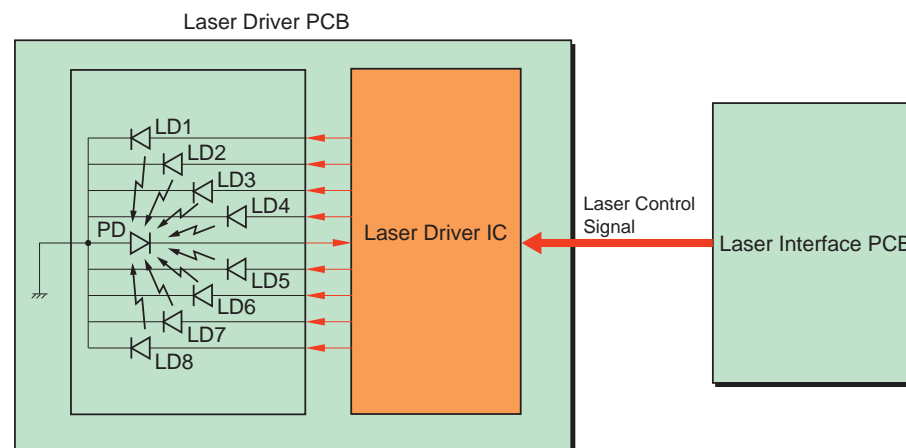 Laser Driver PCB
LD1
LD2
LD3
LD4
PD
LD5
LD6
LD7
LD8
Laser Driver IC
Laser Control
Signal
Laser Interface PCB